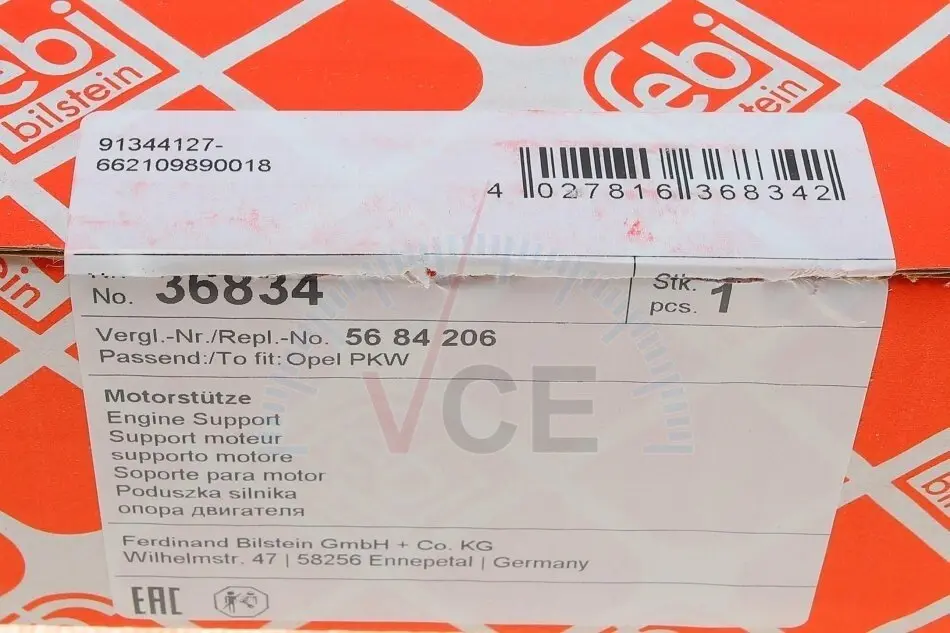 febi
bilstein
febi
bilstein
91344127-
662109890018
4 027816 368342
No. 36834
Stk.
pcs. 1
Vergl.-Nr./Repl.-No. 56 84 206
Passend:/To fit: Opel PKW
VCE
Motorstütze
Engine Support
Support moteur
supporto motore
Soporte para motor
Poduszka silnika
опора двигателя
Ferdinand Bilstein GmbH + Co. KG
Wilhelmstr. 47 | 58256 Ennepetal | Germany
EAC